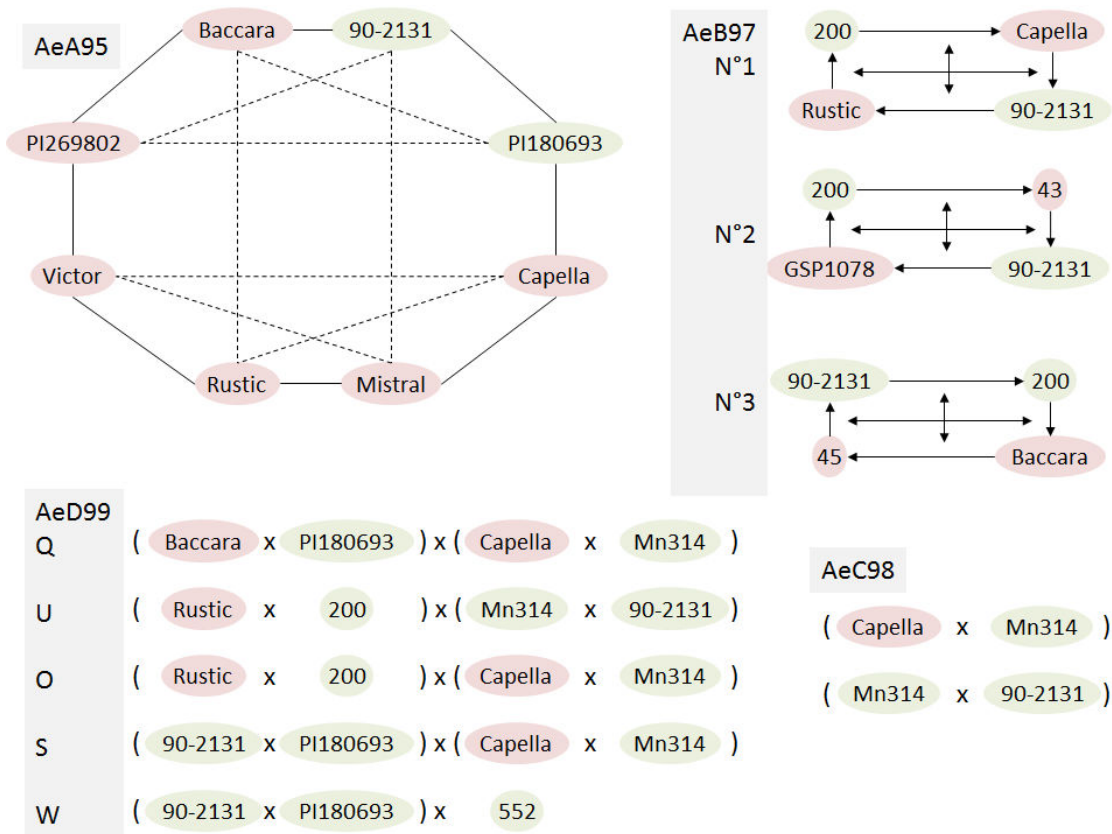 AeA95
Baccara 90-2131
PI269802 PI180693
Victor Capella
Rustic Mistral
AeB97
N°1
200 Capella
Rustic 90-2131
N°2
200 43
GSP1078 90-2131
N°3
90-2131 200
45 Baccara
AeD99
Q ( Baccara x PI180693 ) x ( Capella x Mn314 )
U ( Rustic x 200 ) x ( Mn314 x 90-2131 )
O ( Rustic x 200 ) x ( Capella x Mn314 )
S ( 90-2131 x PI180693 ) x ( Capella x Mn314 )
W ( 90-2131 x PI180693 ) x 552
AeC98
( Capella x Mn314 )
( Mn314 x 90-2131 )